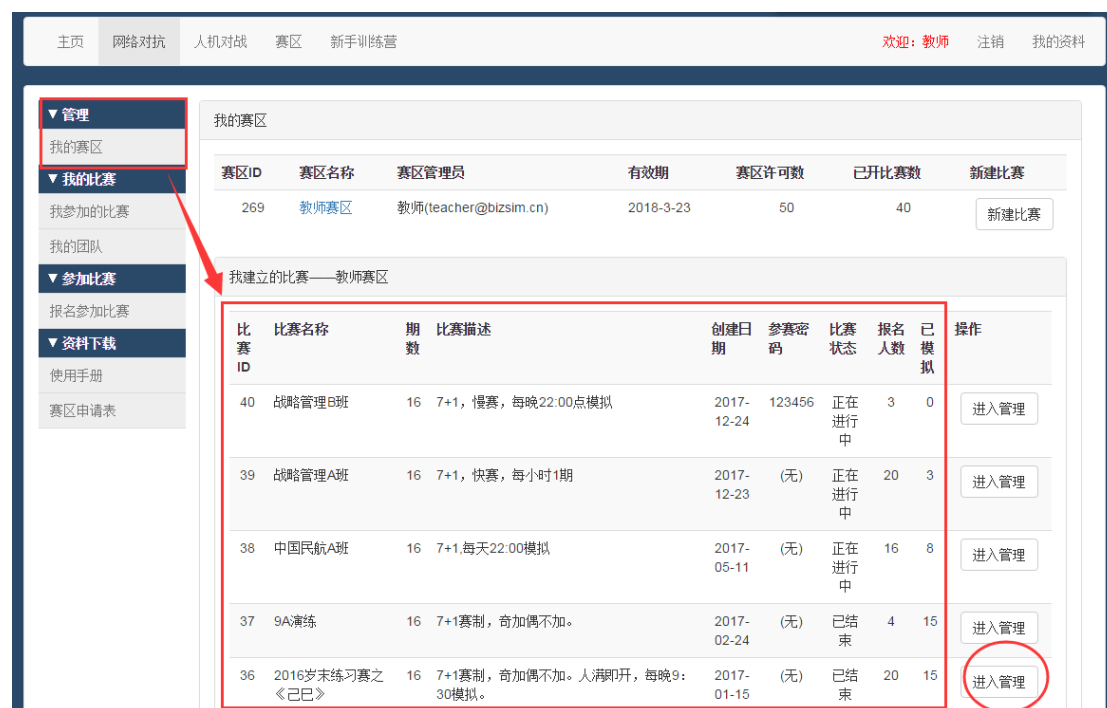 主页 网络对抗 人机对战 赛区 新手训练营 欢迎：教师 注销 我的资料
▼管理
我的赛区
▼我的比赛
我参加的比赛
我的团队
▼参加比赛
报名参加比赛
▼资料下载
使用手册
赛区申请表
我的赛区
赛区ID 赛区名称 赛区管理员 有效期 赛区许可数 已开比赛数 新建比赛
269 教师赛区 教师(teacher@bizsim.cn) 2018-3-23 50 40 新建比赛
我建立的比赛——教师赛区
比 比赛名称 期 比赛描述 创建日 参赛密 比赛 报名 已 操作
赛 数 期 码 状态 人数 模
ID 拟
40 战略管理B班 16 7+1，慢赛，每晚22:00点模拟 2017- 123456 正在 3 0 进入管理
12-24 进行
中
39 战略管理A班 16 7+1，快赛，每小时1期 2017- (无) 正在 20 3 进入管理
12-23 进行
中
38 中国民航A班 16 7+1,每天22:00模拟 2017- (无) 正在 16 8 进入管理
05-11 进行
中
37 9A演练 16 7+1赛制，奇加偶不加。 2017- (无) 已结 4 15 进入管理
02-24 束
36 2016岁末练习赛之 16 7+1赛制，奇加偶不加。人满即开，每晚9： 2017- (无) 已结 20 15 进入管理
《己巳》 30模拟。 01-15 束